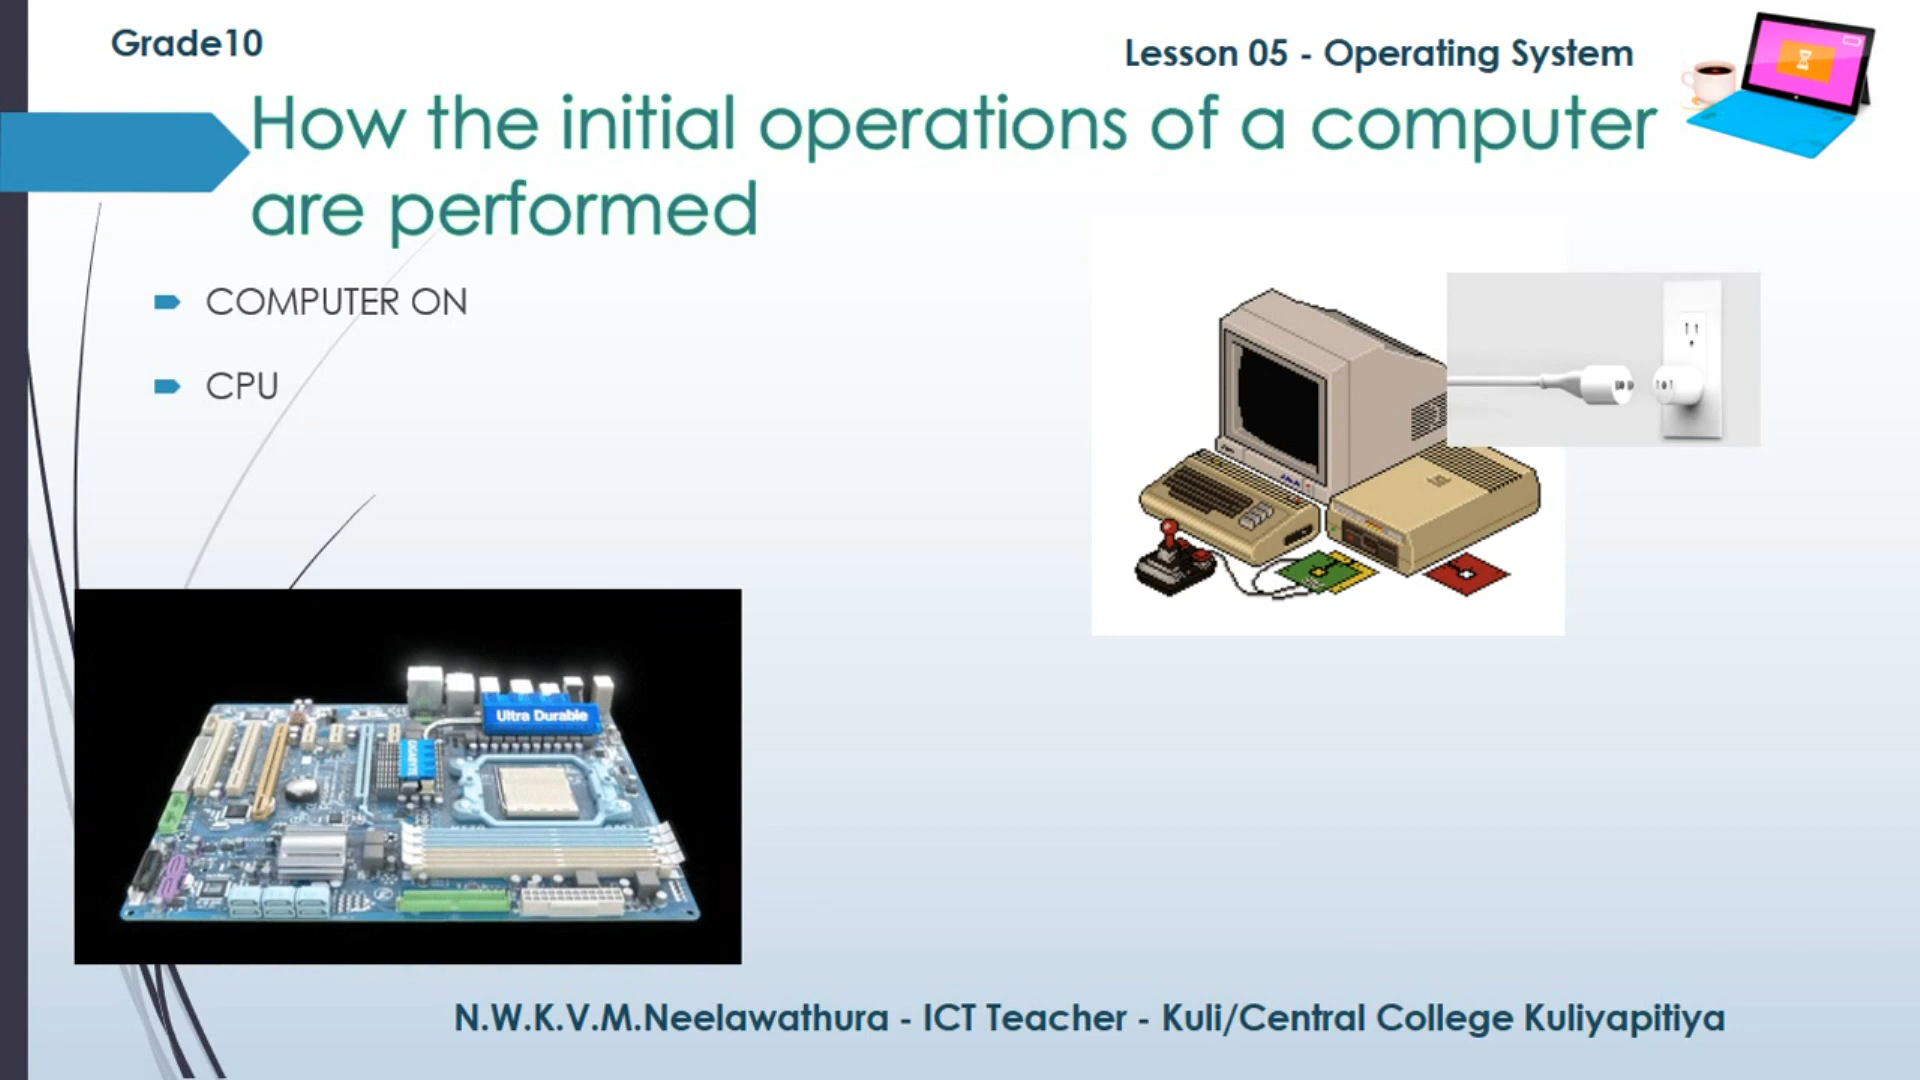 Grade10
Lesson 05 - Operating System
How the initial operations of a computer
are performed
COMPUTER ON
CPU
Ultra Durable
GIGABYTE
N.W.K.V.M.Neelawathura - ICT Teacher - Kuli/Central College Kuliyapitiya